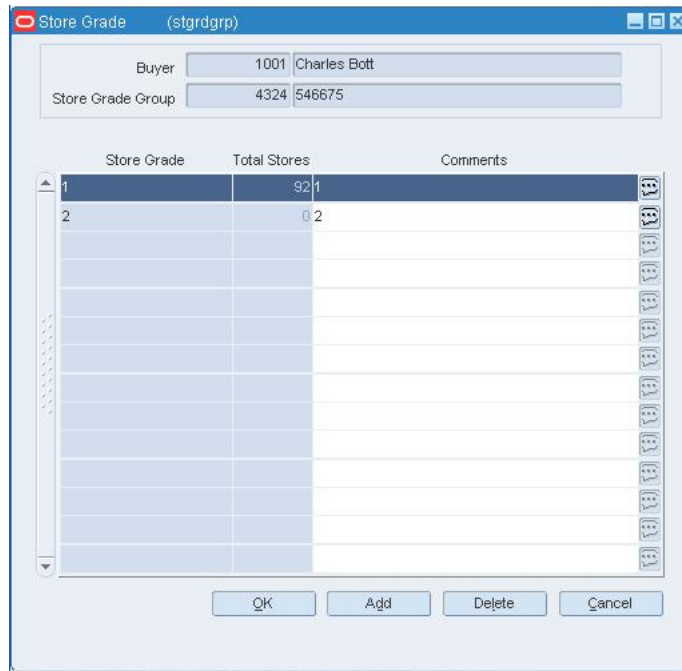 Store Grade (stgrdgrp)
Buyer 1001 Charles Bott
Store Grade Group 4324 546675
Store Grade Total Stores Comments
1 92 1
2 0 2
OK Add Delete Cancel